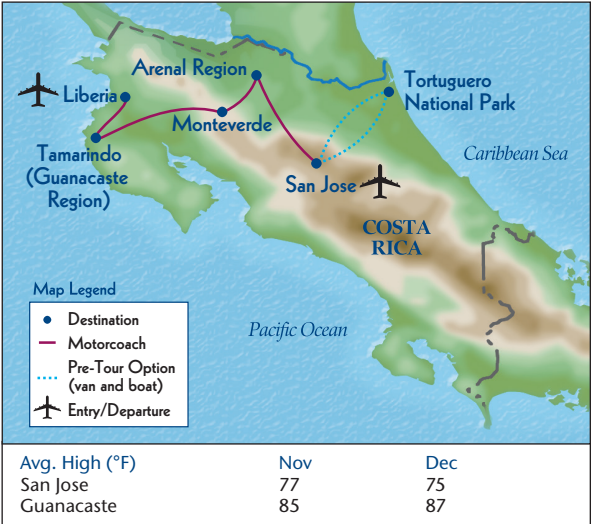 Arenal Region
Liberia
Monteverde
Tamarindo
(Guanacaste
Region)
San Jose
Tortuguero
National Park
Caribbean Sea
COSTA
RICA
Pacific Ocean
Map Legend
Destination
Motorcoach
Pre-Tour Option
(van and boat)
Entry/Departure
Avg. High (°F) Nov Dec
San Jose 77 75
Guanacaste 85 87